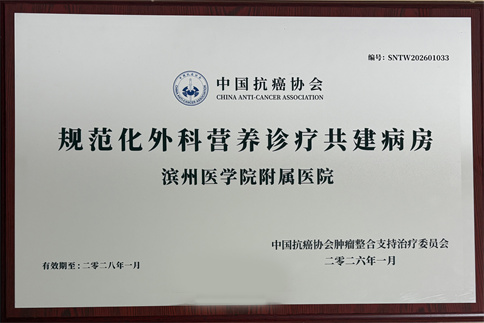 编号：SNTW202601033
中国抗癌协会
CHINA ANTI-CANCER ASSOCIATION
规范化外科营养诊疗共建病房
滨州医学院附属医院
中国抗癌协会肿瘤整合支持治疗委员会
有效期至：二零二八年一月
二零二六年一月